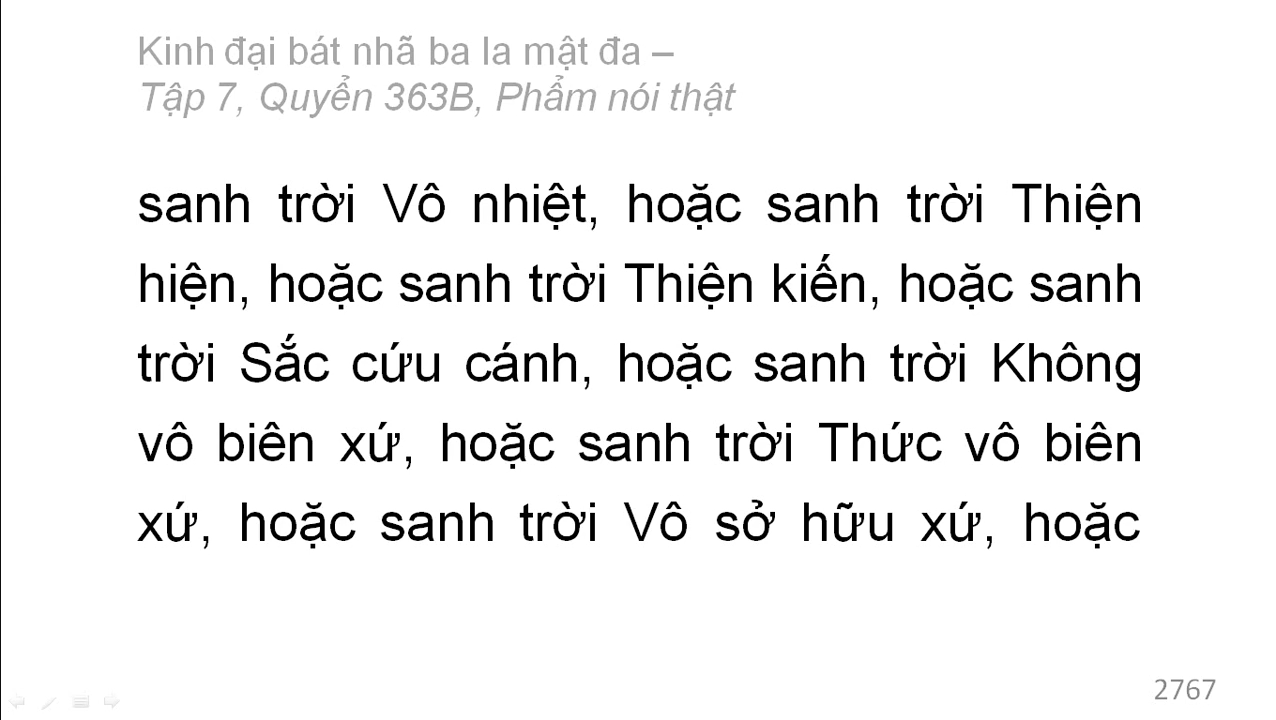 Kinh đại bát nhã ba la mật đa –
Tập 7, Quyển 363B, Phẩm nói thật
sanh trời Vô nhiệt, hoặc sanh trời Thiện
hiện, hoặc sanh trời Thiện kiến, hoặc sanh
trời Sắc cứu cánh, hoặc sanh trời Không
vô biên xứ, hoặc sanh trời Thức vô biên
xứ, hoặc sanh trời Vô sở hữu xứ, hoặc
2767